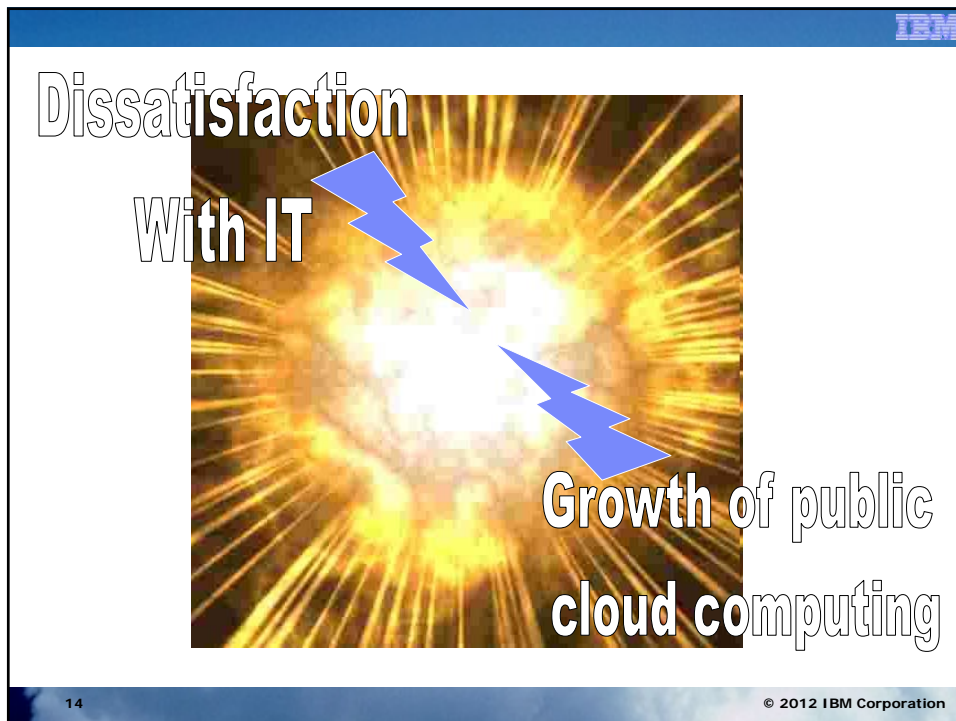 IBM
Dissatisfaction
With IT
Growth of public
cloud computing
14
© 2012 IBM Corporation